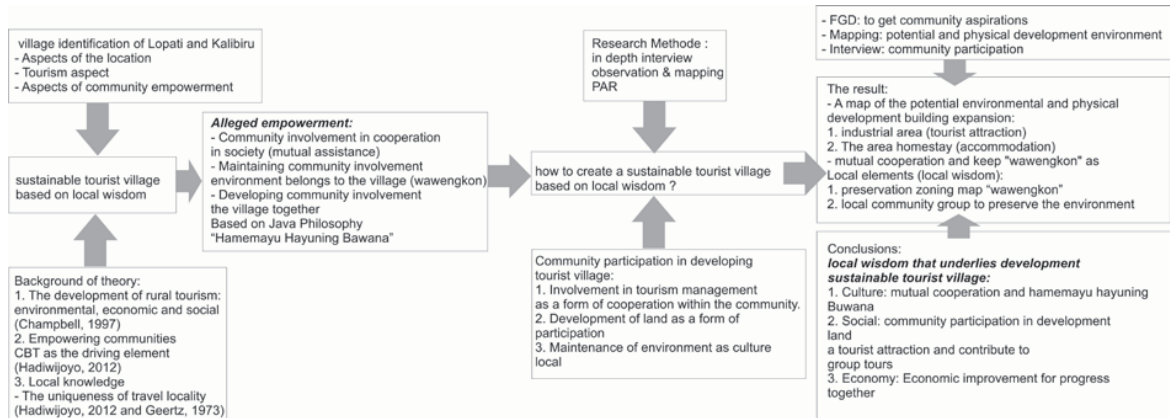 village identification of Lopati and Kalibiru
- Aspects of the location
- Tourism aspect
- Aspects of community empowerment
sustainable tourist village
based on local wisdom
Background of theory:
1. The development of rural tourism:
environmental, economic and social
(Champbell, 1997)
2. Empowering communities
CBT as the driving element
(Hadiwijoyo, 2012)
3. Local knowledge
- The uniqueness of travel locality
(Hadiwijoyo, 2012 and Geertz, 1973)
Alleged empowerment:
- Community involvement in cooperation
in society (mutual assistance)
- Maintaining community involvement
environment belongs to the village (wawengkon)
- Developing community involvement
the village together
Based on Java Philosophy
“Hamemayu Hayuning Bawana”
Research Methode :
in depth interview
observation & mapping
PAR
how to create a sustainable tourist village
based on local wisdom ?
Community participation in developing
tourist village:
1. Involvement in tourism management
as a form of cooperation within the community.
2. Development of land as a form of
participation
3. Maintenance of environment as culture
local
- FGD: to get community aspirations
- Mapping: potential and physical development environment
- Interview: community participation
The result:
- A map of the potential environmental and physical
development building expansion:
1. industrial area (tourist attraction)
2. The area homestay (accommodation)
- mutual cooperation and keep "wawengkon" as
Local elements (local wisdom):
1. preservation zoning map “wawengkon”
2. local community group to preserve the environment
Conclusions:
local wisdom that underlies development
sustainable tourist village:
1. Culture: mutual cooperation and hamemayu hayuning
Buwana
2. Social: community participation in development
land
a tourist attraction and contribute to
group tours
3. Economy: Economic improvement for progress
together